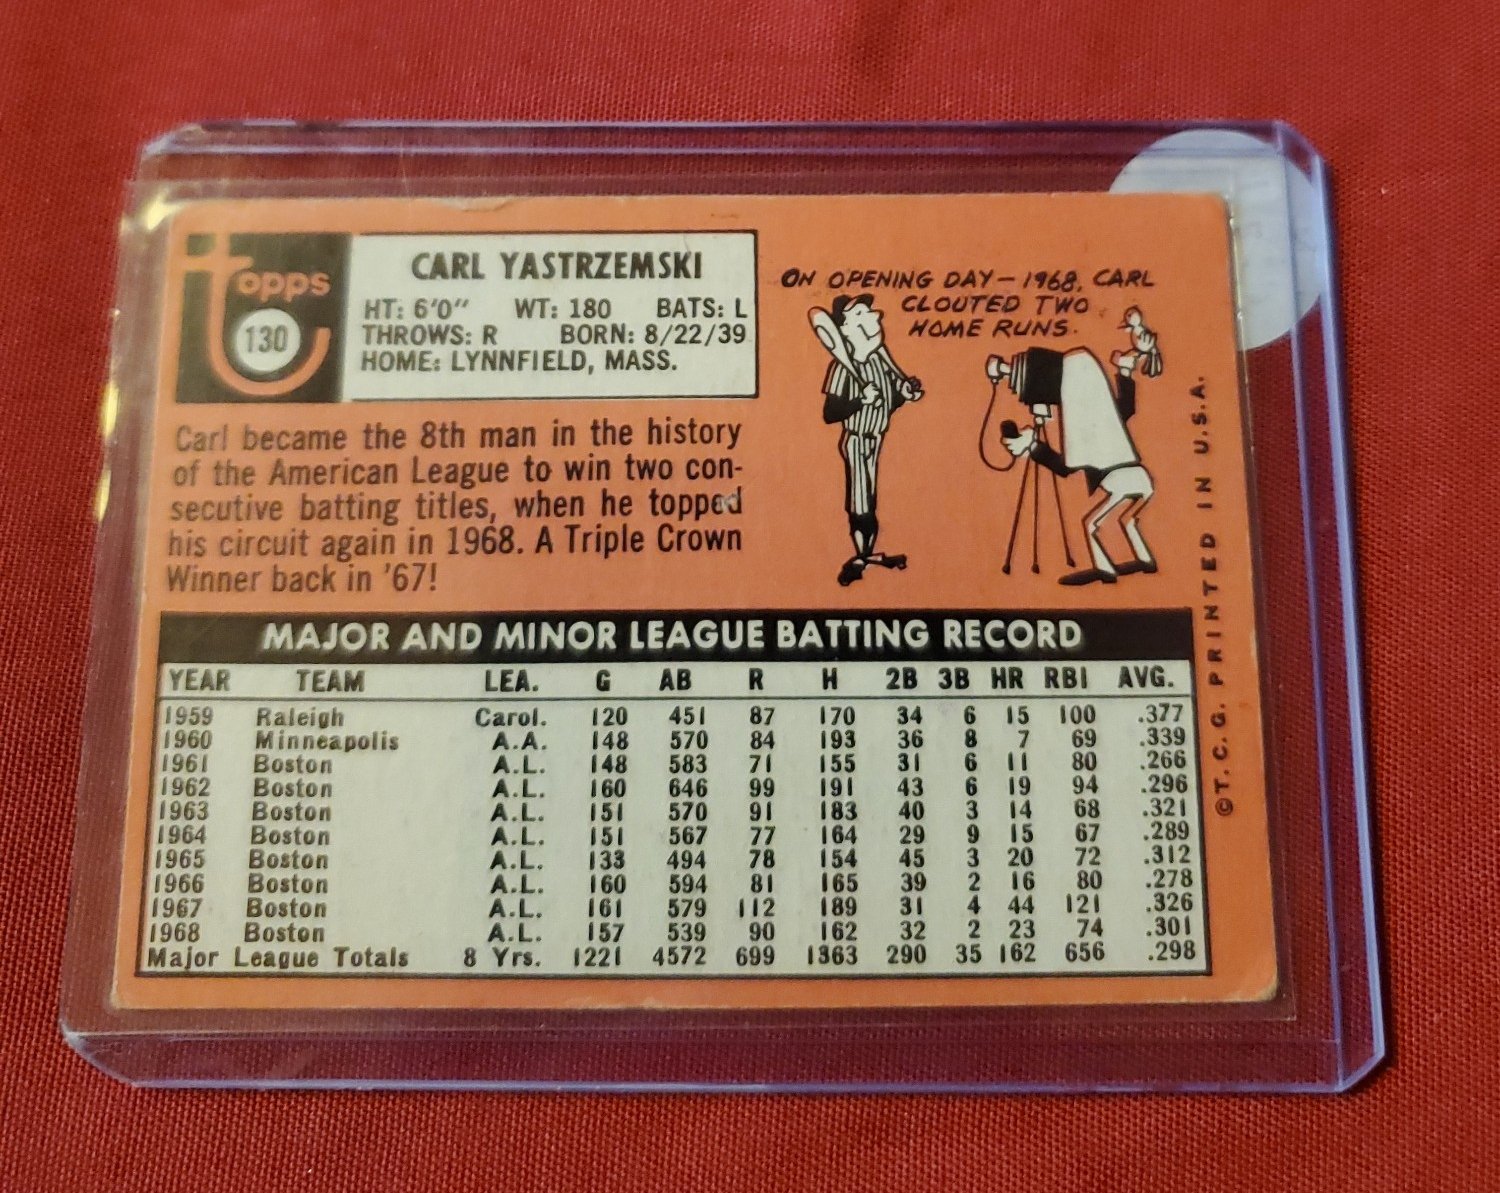 topps
130
CARL YASTRZEMSKI
HT: 6'0" WT: 180 BATS: L
THROWS: R BORN: 8/22/39
HOME: LYNNFIELD, MASS.
ON OPENING DAY—1968, CARL
CLOUTED TWO
HOME RUNS.
Carl became the 8th man in the history
of the American League to win two con-
secutive batting titles, when he topped
his circuit again in 1968. A Triple Crown
Winner back in '67!
MAJOR AND MINOR LEAGUE BATTING RECORD
YEAR TEAM LEA. G AB R H 2B 3B HR RBI AVG.
1959 Raleigh Carol. 120 451 87 170 34 6 15 100 .377
1960 Minneapolis A.A. 148 570 84 193 36 8 7 69 .339
1961 Boston A.L. 148 583 71 155 31 6 11 80 .266
1962 Boston A.L. 160 646 99 191 43 6 19 94 .296
1963 Boston A.L. 151 570 91 183 40 3 14 68 .321
1964 Boston A.L. 151 567 77 164 29 9 15 67 .289
1965 Boston A.L. 133 494 78 154 45 3 20 72 .312
1966 Boston A.L. 160 594 81 165 39 2 16 80 .278
1967 Boston A.L. 161 579 112 189 31 4 44 121 .326
1968 Boston A.L. 157 539 90 162 32 2 23 74 .301
Major League Totals 8 Yrs. 1221 4572 699 1363 290 35 162 656 .298
©T. C. G. PRINTED IN U.S.A.